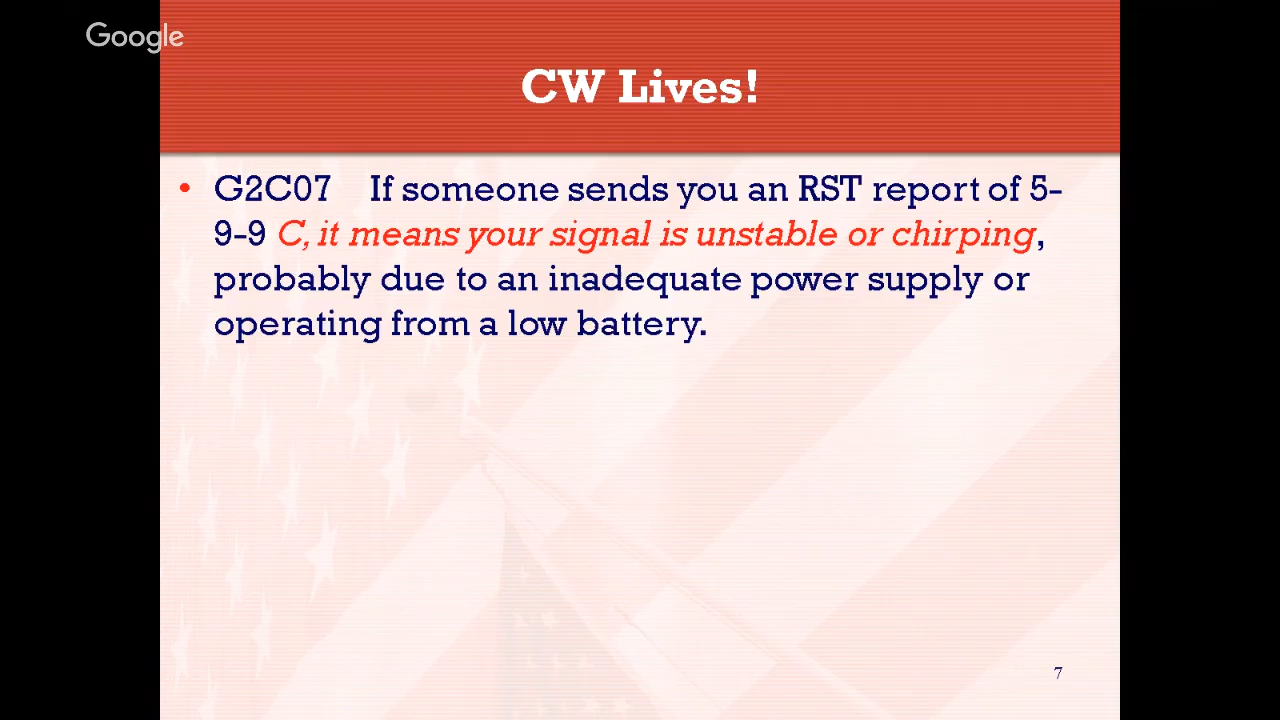 Google
CW Lives!
• G2C07 If someone sends you an RST report of 5-
9-9 C, it means your signal is unstable or chirping,
probably due to an inadequate power supply or
operating from a low battery.
7